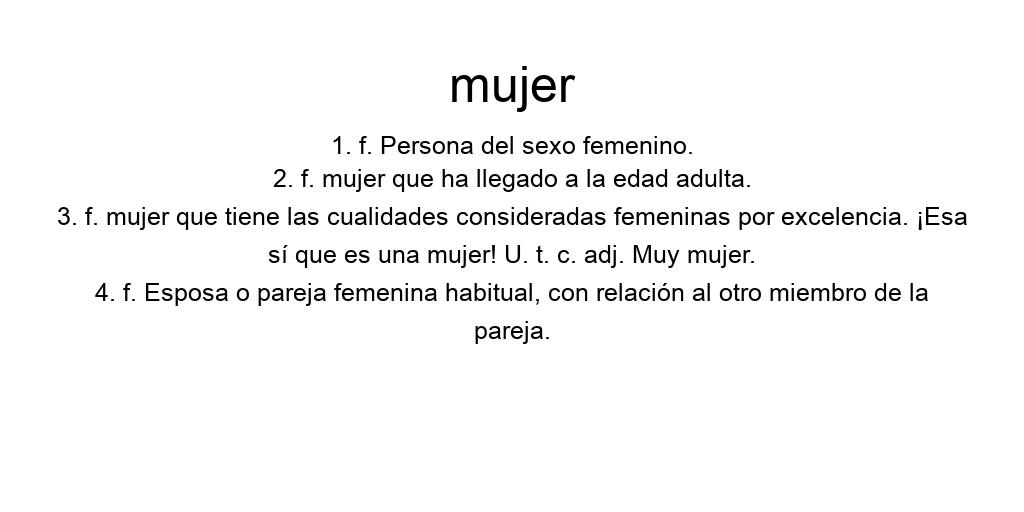 mujer
1. f. Persona del sexo femenino.
2. f. mujer que ha llegado a la edad adulta.
3. f. mujer que tiene las cualidades consideradas femeninas por excelencia. ¡Esa
sí que es una mujer! U. t. c. adj. Muy mujer.
4. f. Esposa o pareja femenina habitual, con relación al otro miembro de la
pareja.